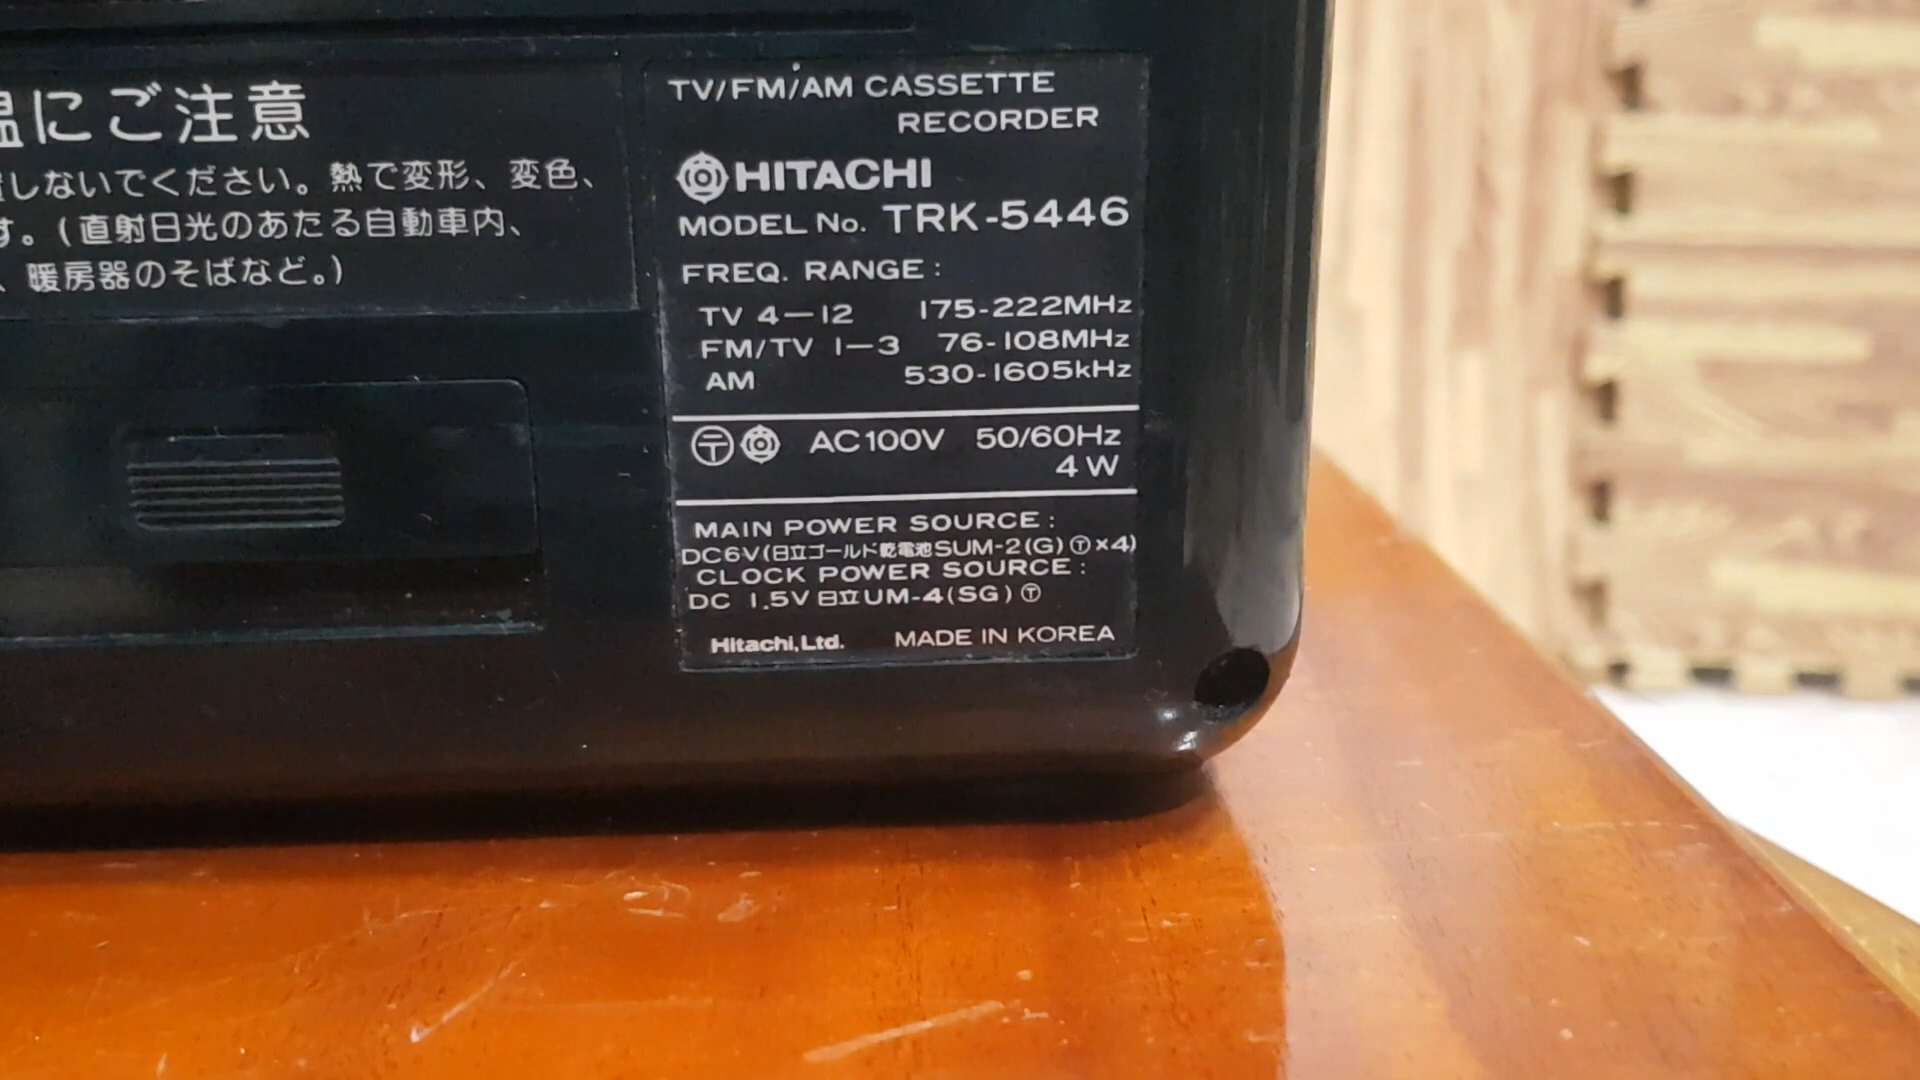 温にご注意
しないでください。熱で変形、変色、
す。(直射日光のあたる自動車内、
、暖房器のそばなど。)
TV/FM/AM CASSETTE
RECORDER
HITACHI
MODEL No. TRK-5446
FREQ. RANGE :
TV 4—12 175-222MHz
FM/TV 1—3 76-108MHz
AM 530-1605kHz
〒 AC100V 50/60Hz
4W
MAIN POWER SOURCE :
DC6V(日立ゴールド乾電池SUM-2(G)Ⓣ×4)
CLOCK POWER SOURCE :
DC 1.5V 日立UM-4(SG)Ⓣ
Hitachi,Ltd. MADE IN KOREA